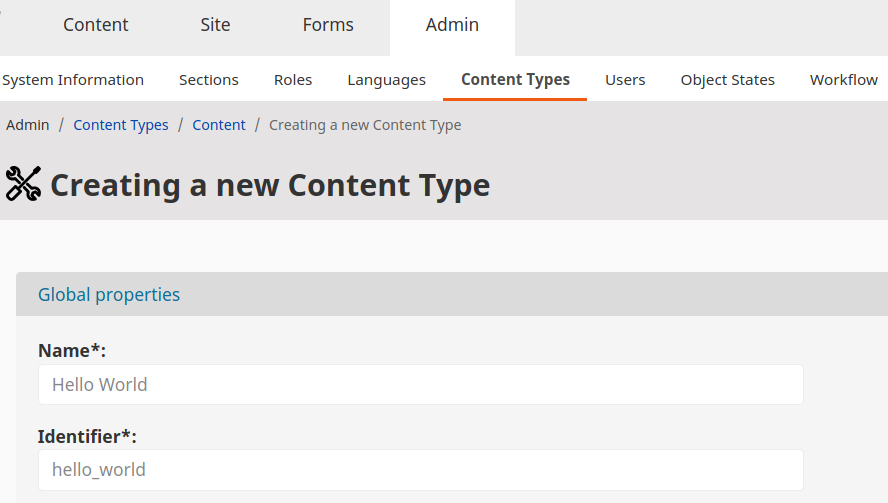 Content Site Forms Admin
System Information Sections Roles Languages Content Types Users Object States Workflow
Admin / Content Types / Content / Creating a new Content Type
Creating a new Content Type
Global properties
Name*:
Hello World
Identifier*:
hello_world